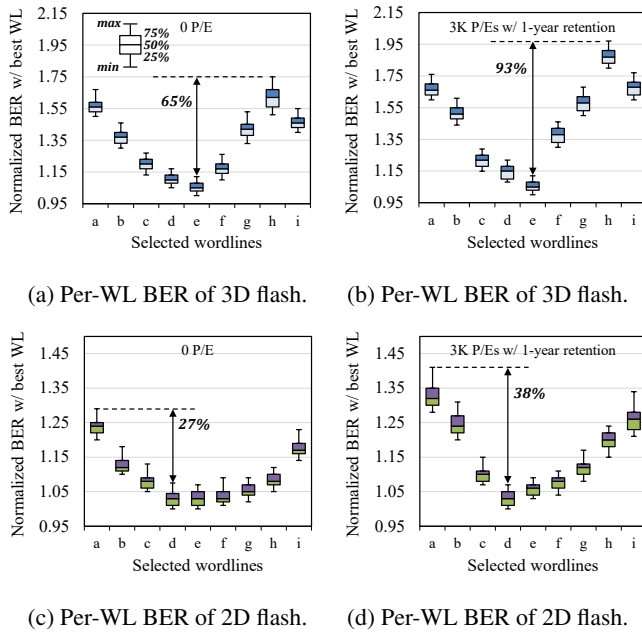 Normalized BER w/ best WL
2.05
1.75
1.55
1.35
1.15
0.95
max
75%
50%
25%
min
0 P/E
65%
a b c d e f g h i
Selected wordlines
(a) Per-WL BER of 3D flash.
Normalized BER w/ best WL
2.05
1.75
1.55
1.35
1.15
0.95
3K P/Es w/ 1-year retention
93%
a b c d e f g h i
Selected wordlines
(b) Per-WL BER of 3D flash.
Normalized BER w/ best WL
1.45
1.35
1.25
1.15
1.05
0.95
0 P/E
27%
a b c d e f g h i
Selected wordlines
(c) Per-WL BER of 2D flash.
Normalized BER w/ best WL
1.45
1.35
1.25
1.15
1.05
0.95
3K P/Es w/ 1-year retention
38%
a b c d e f g h i
Selected wordlines
(d) Per-WL BER of 2D flash.